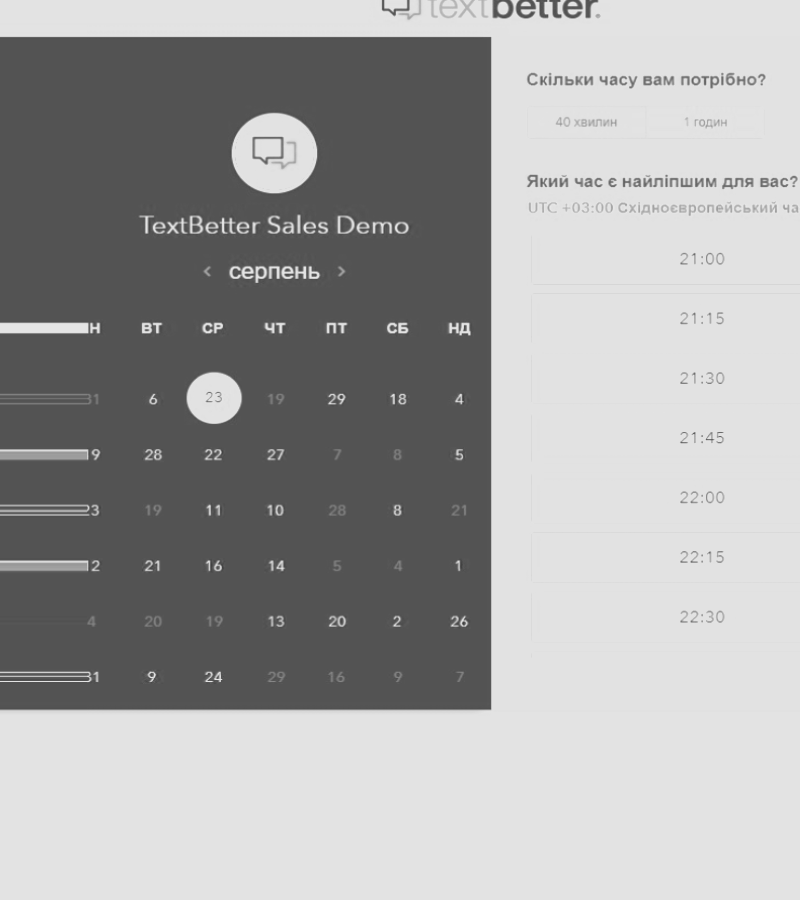 textbetter.
TextBetter Sales Demo
< серпень >
Н ВТ СР ЧТ ПТ СБ НД
31 6 23 19 29 18 4
9 28 22 27 7 8 5
3 19 11 10 28 8 21
2 21 16 14 5 4 1
4 20 19 13 20 2 26
31 9 24 29 16 9 7
Скільки часу вам потрібно?
40 хвилин 1 годин
Який час є найліпшим для вас?
UTC +03:00 Східноєвропейський ча
21:00
21:15
21:30
21:45
22:00
22:15
22:30